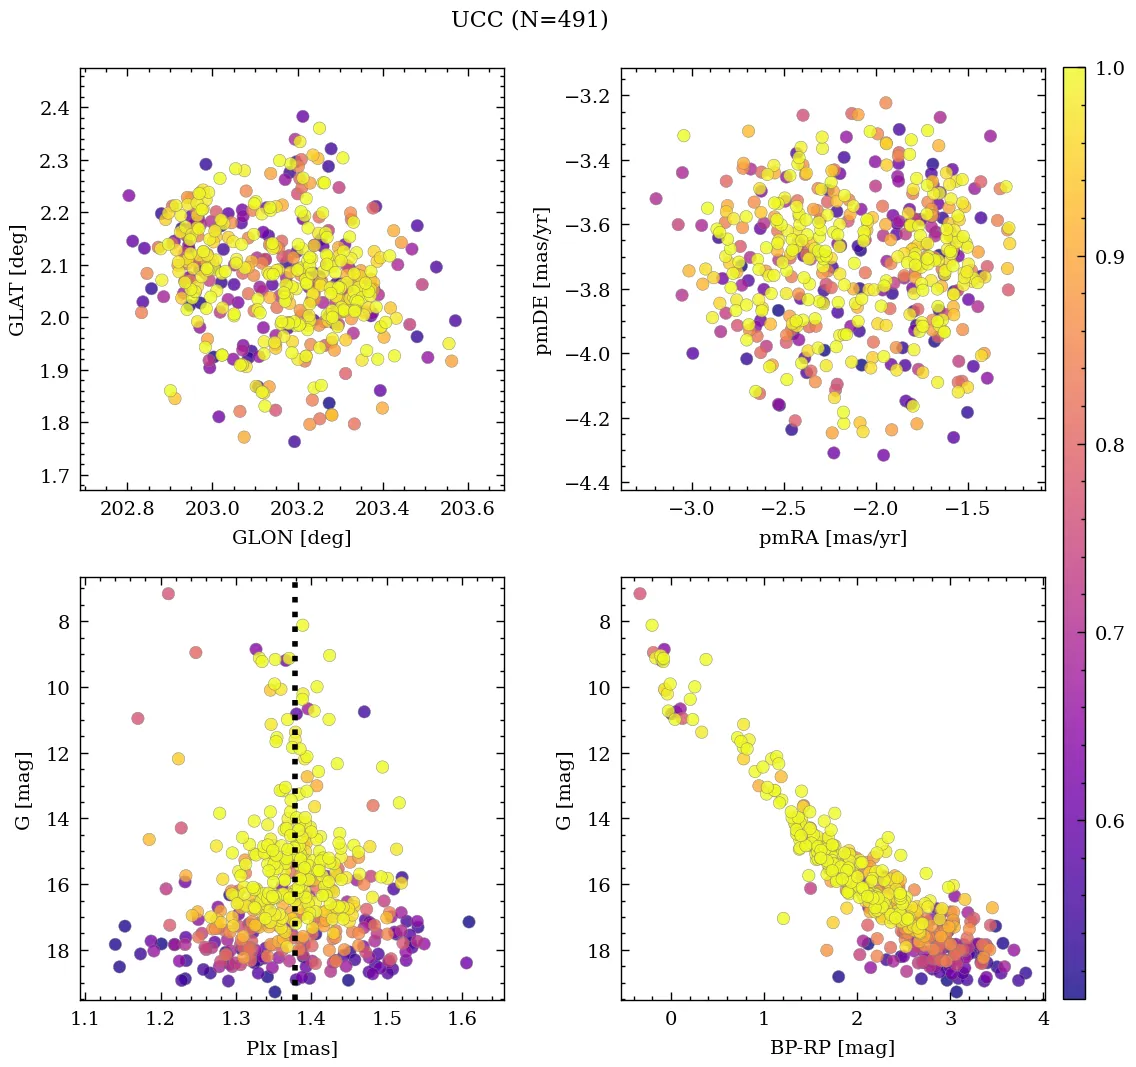 UCC (N=491)
2.4
2.3
2.2
2.1
2.0
1.9
1.8
1.7
GLAT [deg]
202.8 203.0 203.2 203.4 203.6
GLON [deg]
−3.2
−3.4
−3.6
−3.8
−4.0
−4.2
−4.4
pmDE [mas/yr]
−3.0 −2.5 −2.0 −1.5
pmRA [mas/yr]
8
10
12
14
16
18
G [mag]
1.1 1.2 1.3 1.4 1.5 1.6
Plx [mas]
8
10
12
14
16
18
G [mag]
0 1 2 3 4
BP-RP [mag]
1.0
0.9
0.8
0.7
0.6